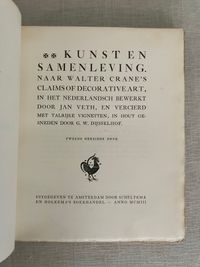 KUNST EN
SAMENLEVING.
NAAR WALTER CRANE'S
CLAIMS OF DECORATIVE ART,
IN HET NEDERLANDSCH BEWERKT
DOOR JAN VETH, EN VERCIERD
MET TALRIJKE VIGNETTEN, IN HOUT GE-
SNEDEN DOOR G. W. DIJSSELHOF.
TWEEDE HERZIENE DRUK
UITGEGEVEN TE AMSTERDAM DOOR SCHELTEMA
EN HOLKEMA'S BOEKHANDEL – ANNO MCMIII